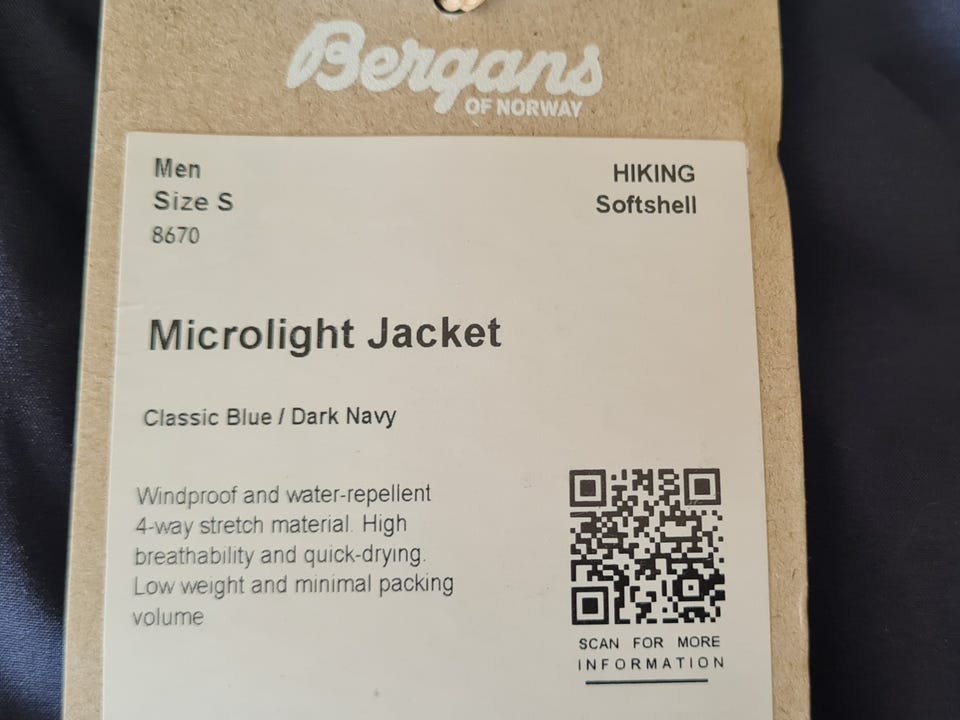 Bergans
OF NORWAY
Men
Size S
8670
HIKING
Softshell
Microlight Jacket
Classic Blue / Dark Navy
Windproof and water-repellent
4-way stretch material. High
breathability and quick-drying.
Low weight and minimal packing
volume
SCAN FOR MORE
INFORMATION